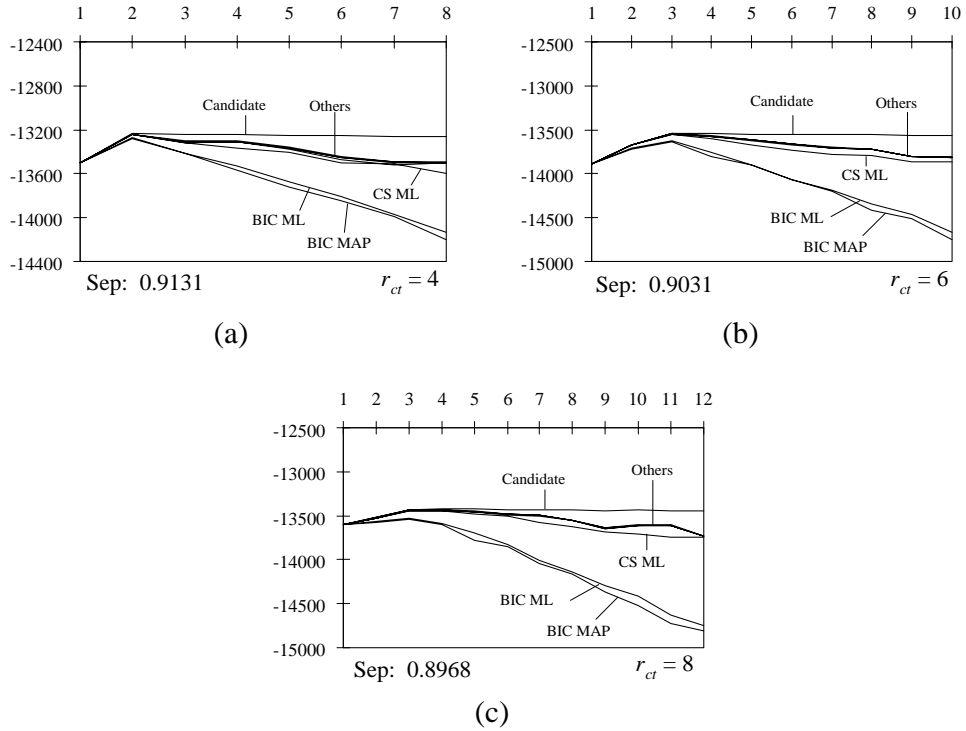 1 2 3 4 5 6 7 8
-12400
-12800
-13200
-13600
-14000
-14400
Candidate
Others
CS ML
BIC ML
BIC MAP
Sep: 0.9131
r_ct = 4
(a)
1 2 3 4 5 6 7 8 9 10
-12500
-13000
-13500
-14000
-14500
-15000
Candidate
Others
CS ML
BIC ML
BIC MAP
Sep: 0.9031
r_ct = 6
(b)
1 2 3 4 5 6 7 8 9 10 11 12
-12500
-13000
-13500
-14000
-14500
-15000
Candidate
Others
CS ML
BIC ML
BIC MAP
Sep: 0.8968
r_ct = 8
(c)